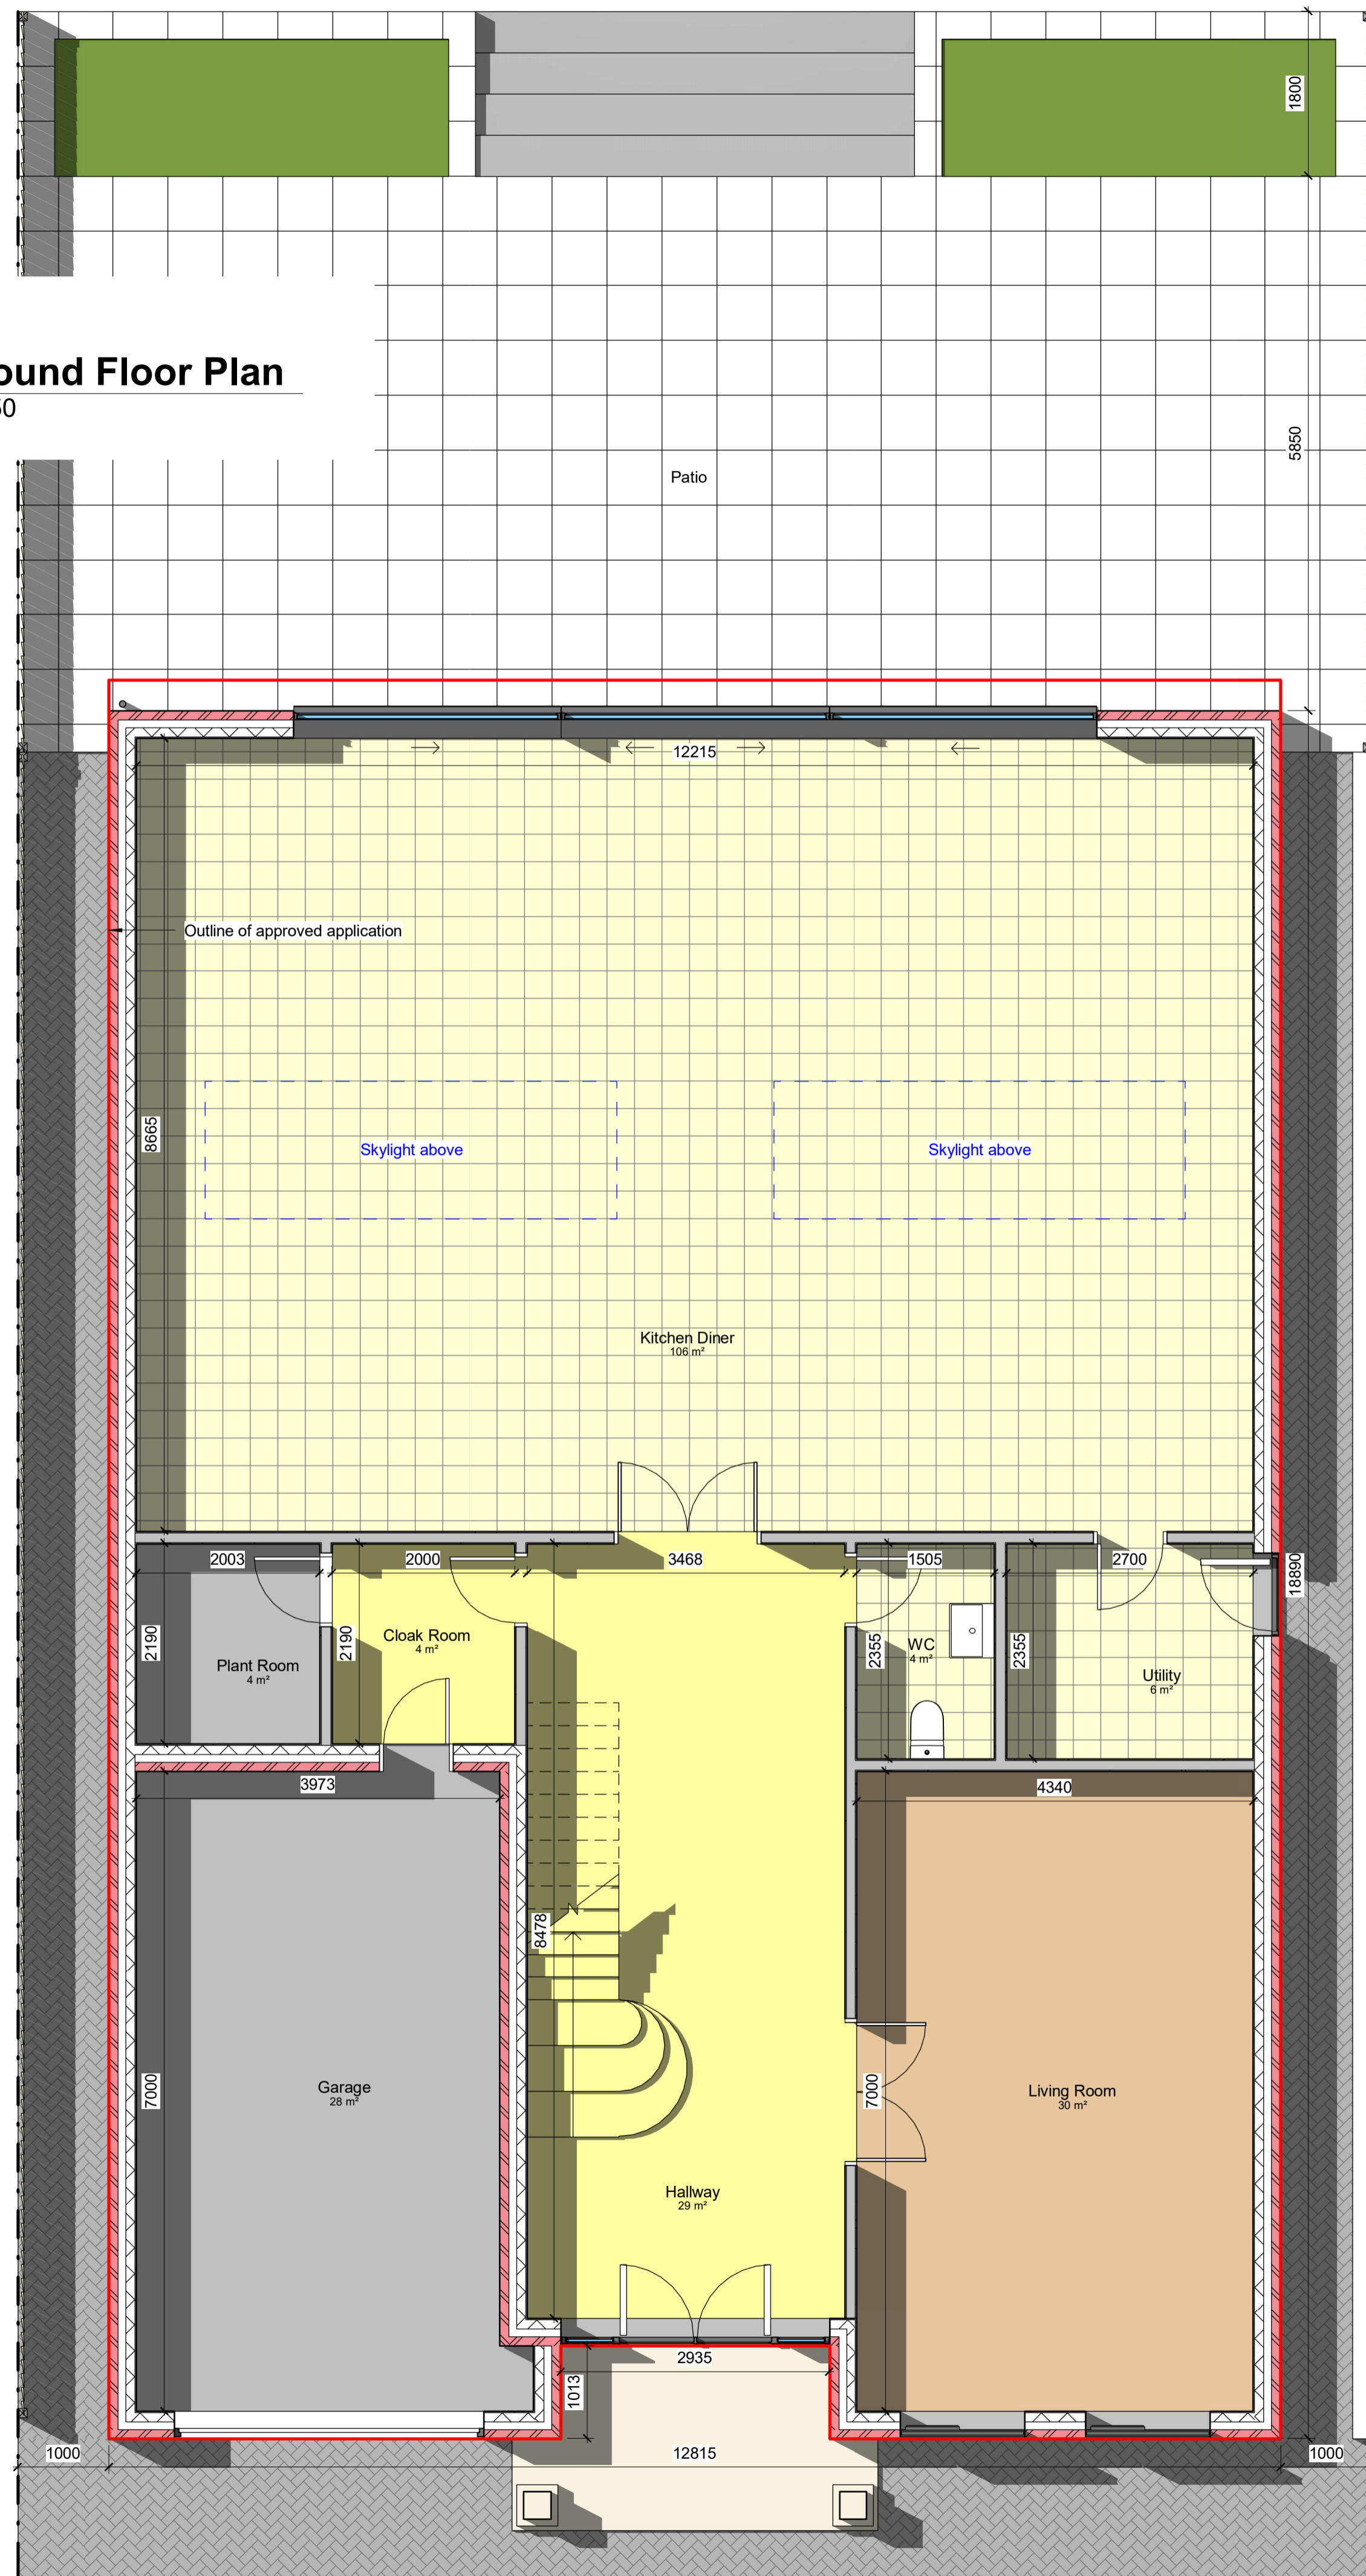 1800
ound Floor Plan
50
5850
Patio
12215
Outline of approved application
8665
Skylight above
Skylight above
Kitchen Diner
106 m²
2003
2000
3468
1505
2700
18890
2190
2190
Cloak Room
4 m²
Plant Room
4 m²
2355
WC
4 m²
2355
Utility
6 m²
3973
4340
8478
7000
Garage
28 m²
7000
Living Room
30 m²
Hallway
29 m²
2935
1013
1000
12815
1000